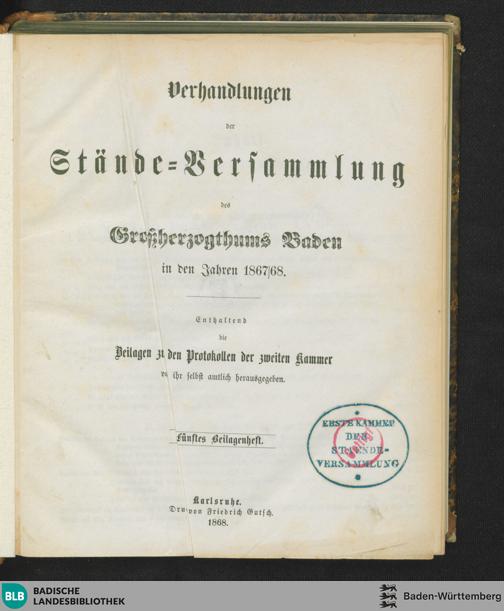 Verhandlungen
der
Stände-Versammlung
des
Großherzogthums Baden
in den Jahren 1867/68.
Enthaltend
die
Beilagen zu den Protokollen der zweiten Kammer
von ihr selbst amtlich herausgegeben.
Fünftes Beilagenheft.
ERSTE KAMMER
DER
STAENDE-
VERSAMMLUNG
Karlsruhe.
Druck von Friedrich Gutsch.
1868.
BLB BADISCHE
LANDESBIBLIOTHEK
Baden-Württemberg